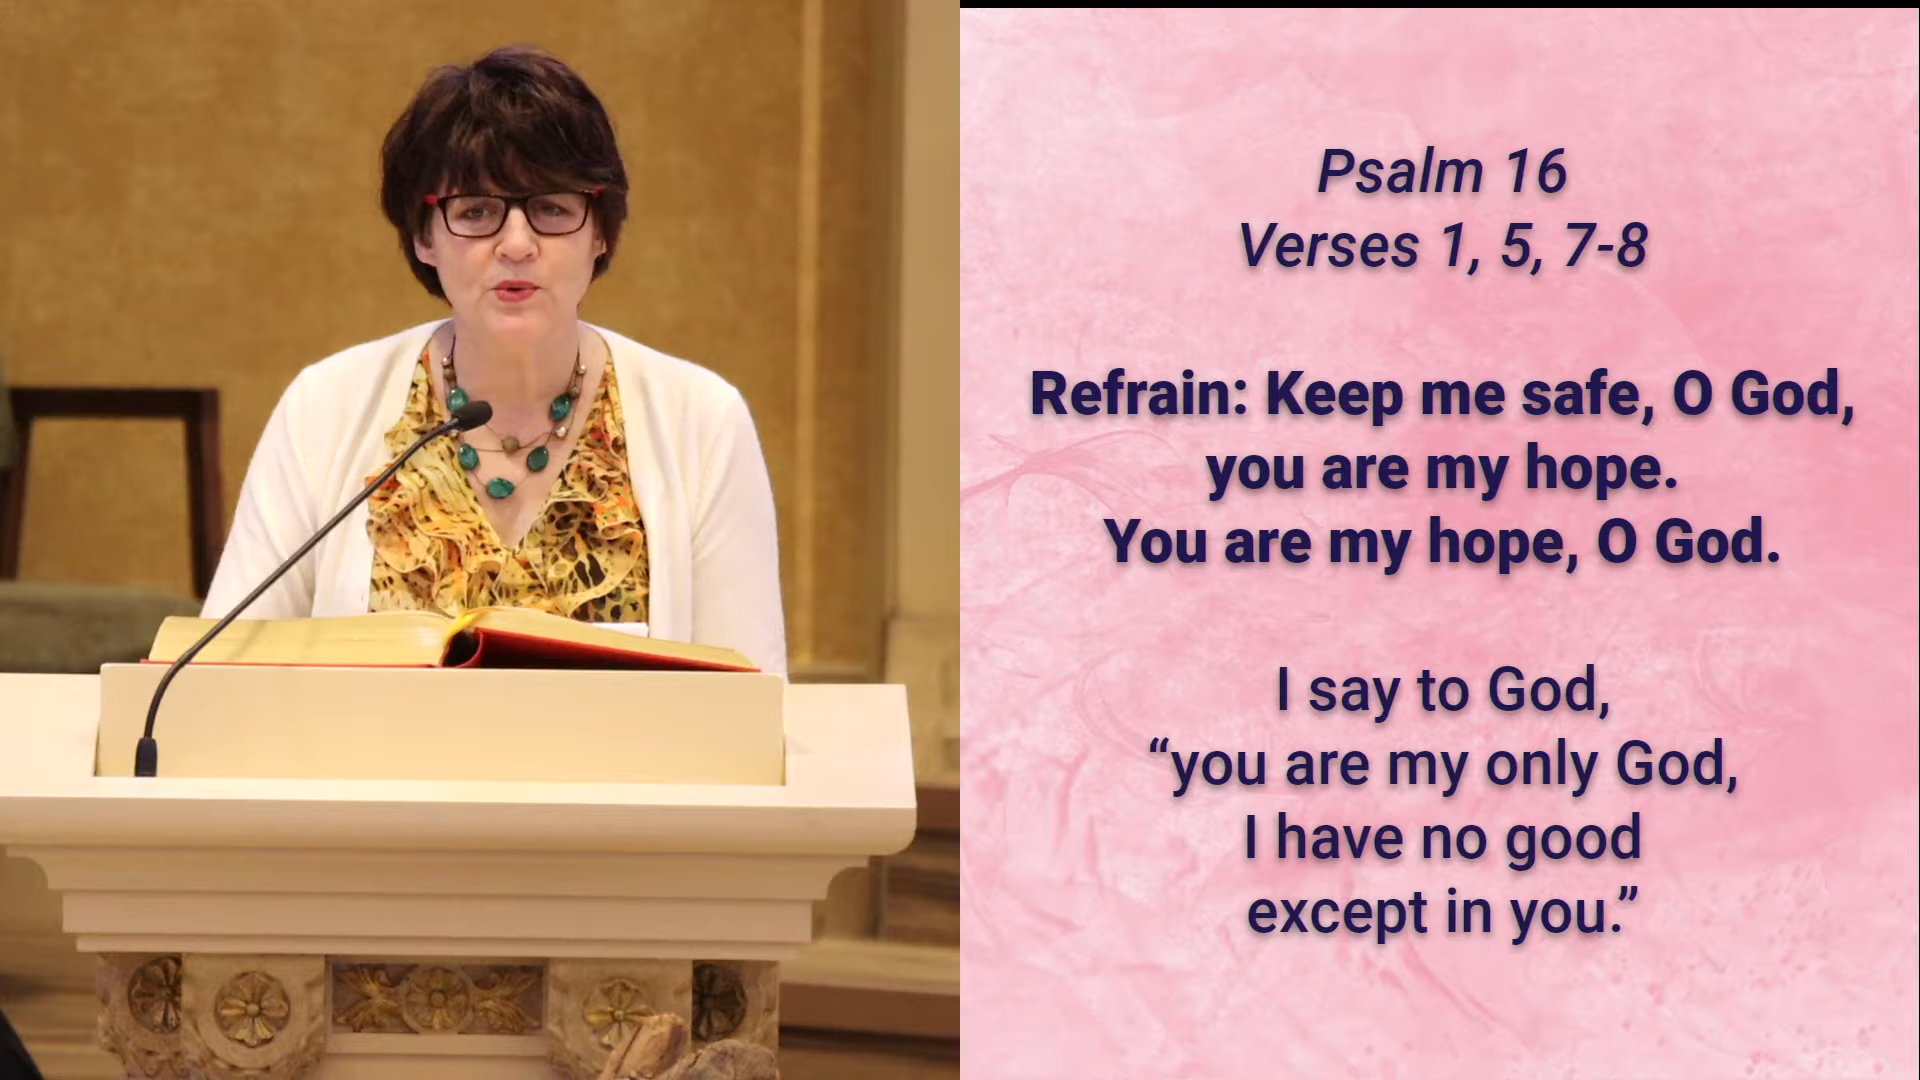 Psalm 16
Verses 1, 5, 7-8
Refrain: Keep me safe, O God,
you are my hope.
You are my hope, O God.
I say to God,
“you are my only God,
I have no good
except in you.”